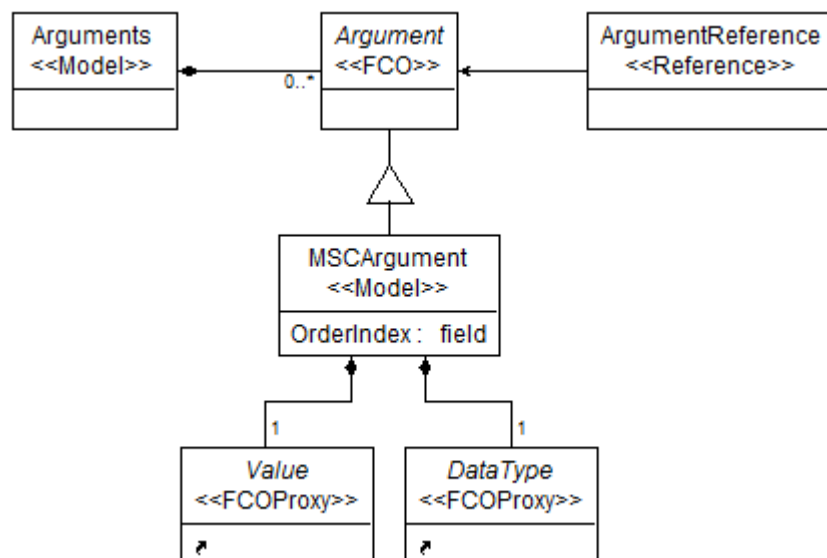 Arguments
<<Model>>
Argument
<<FCO>>
ArgumentReference
<<Reference>>
0..*
MSCArgument
<<Model>>
OrderIndex : field
1
1
Value
<<FCOProxy>>
DataType
<<FCOProxy>>